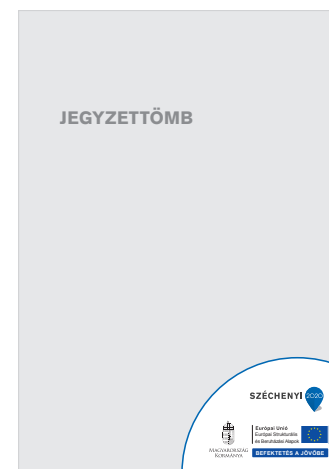 JEGYZETTÖMB
SZÉCHENYI 2020
MAGYARORSZÁG
KORMÁNYA
Európai Unió
Európai Strukturális
és Beruházási Alapok
BEFEKTETÉS A JÖVŐBE